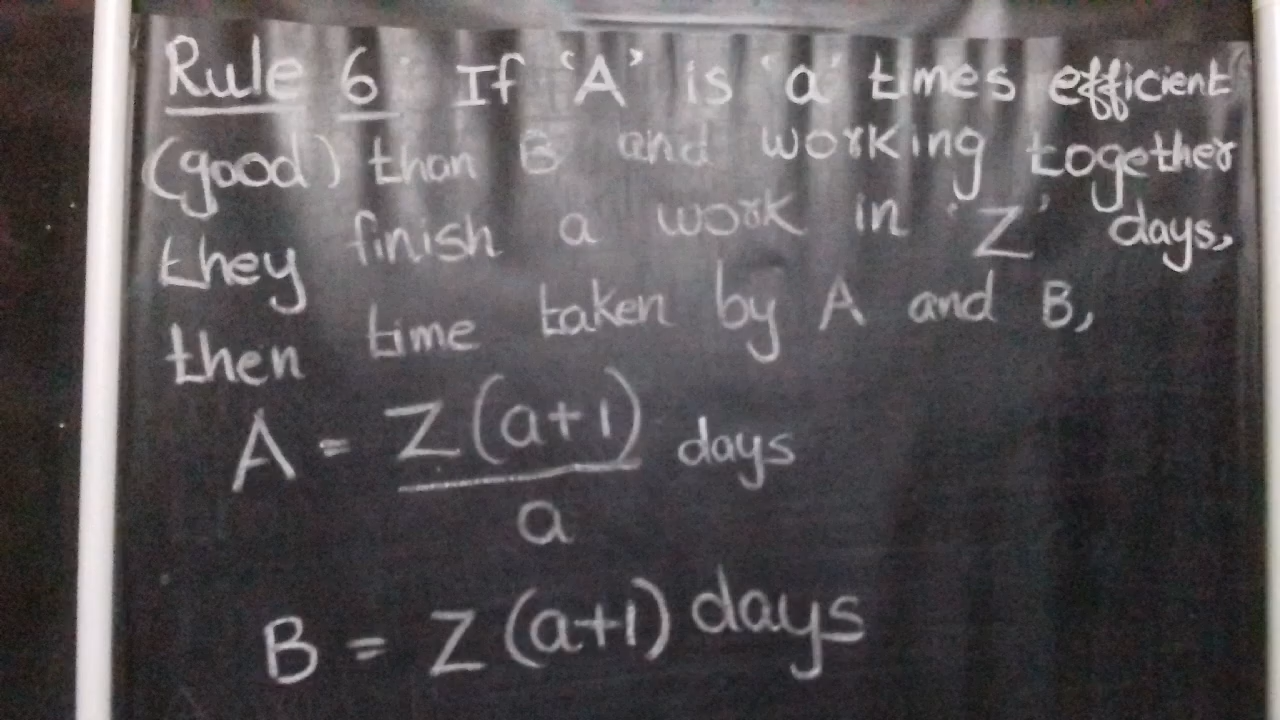 Rule 6: If 'A' is 'a' times efficient
(good) than B and working together
they finish a work in 'Z' days,
then time taken by A and B,
A = Z(a+1)/a days
B = Z(a+1) days